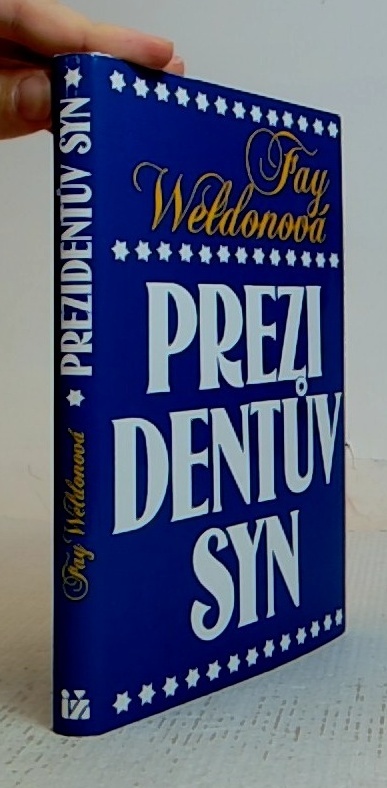 Fay
Weldonová
PREZI
DENTŮV
SYN
PREZIDENTŮV SYN
Fay Weldonová